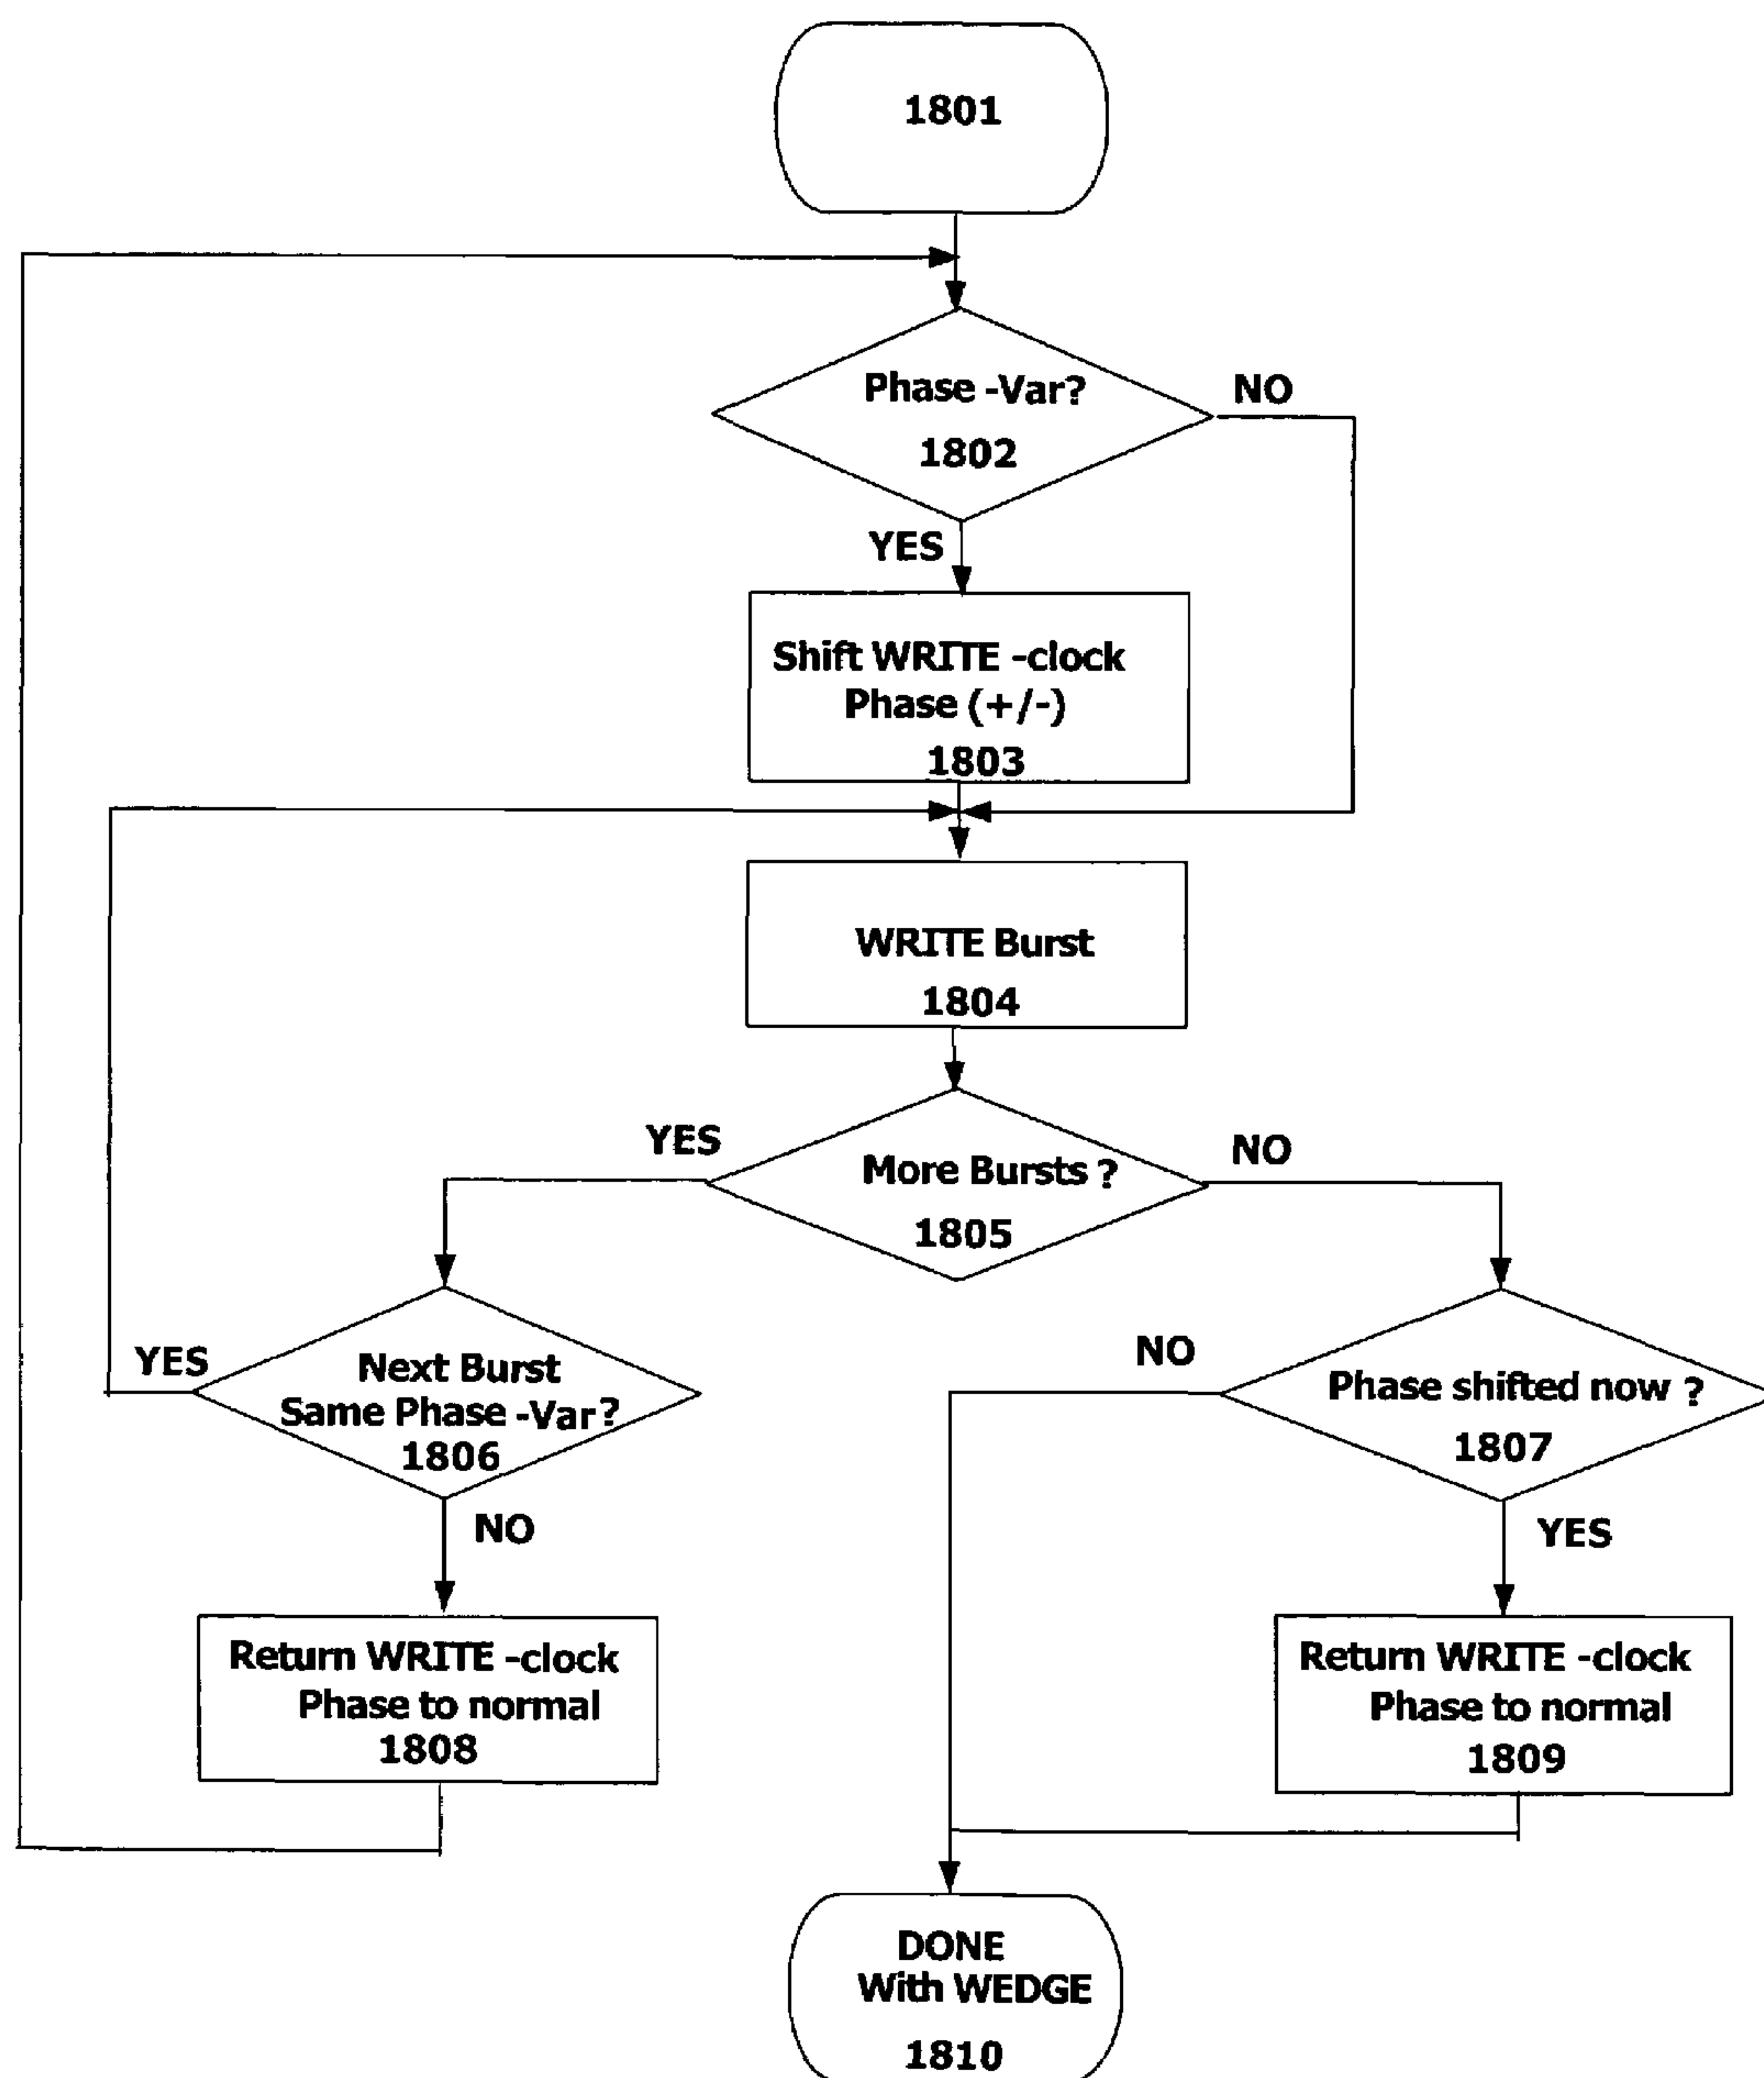 1801
Phase -Var?
NO
1802
YES
Shift WRITE -clock
Phase (+/-)
1803
WRITE Burst
1804
YES
More Bursts ?
NO
1805
YES
Next Burst
Same Phase -Var?
1806
NO
NO
Phase shifted now ?
1807
YES
Return WRITE -clock
Phase to normal
1808
Return WRITE -clock
Phase to normal
1809
DONE
With WEDGE
1810